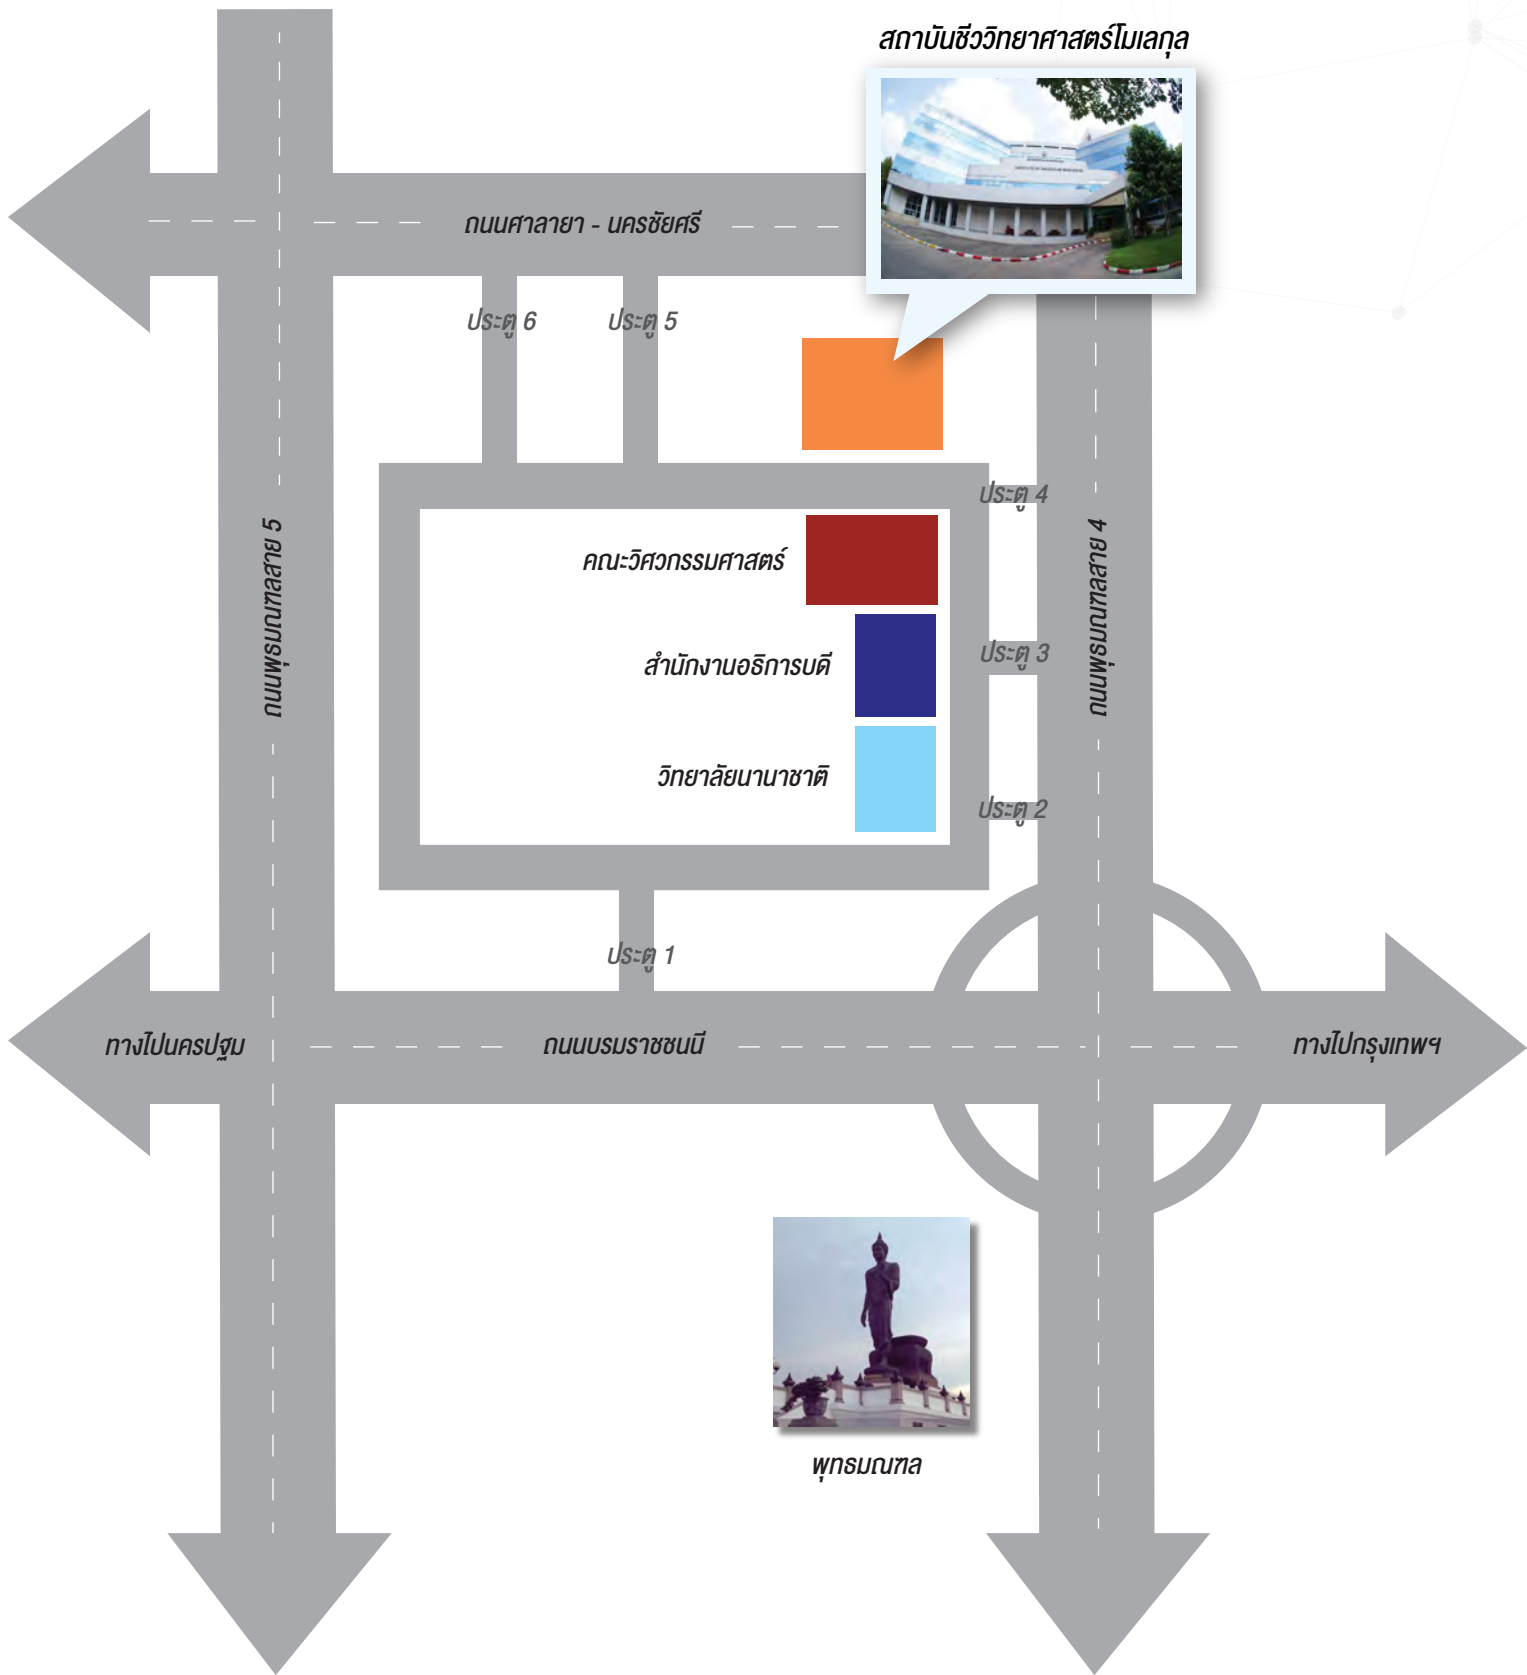 สถาบันชีววิทยาศาสตร์โมเลกุล
ถนนศาลายา - นครชัยศรี
ประตู 6
ประตู 5
ประตู 4
ถนนพุธมณฑลสาย 5
ถนนพุธมณฑลสาย 4
คณะวิศวกรรมศาสตร์
ประตู 3
สำนักงานอธิการบดี
วิทยาลัยนานาชาติ
ประตู 2
ประตู 1
ทางไปนครปฐม
ถนนบรมราชชนนี
ทางไปกรุงเทพฯ
พุทธมณฑล